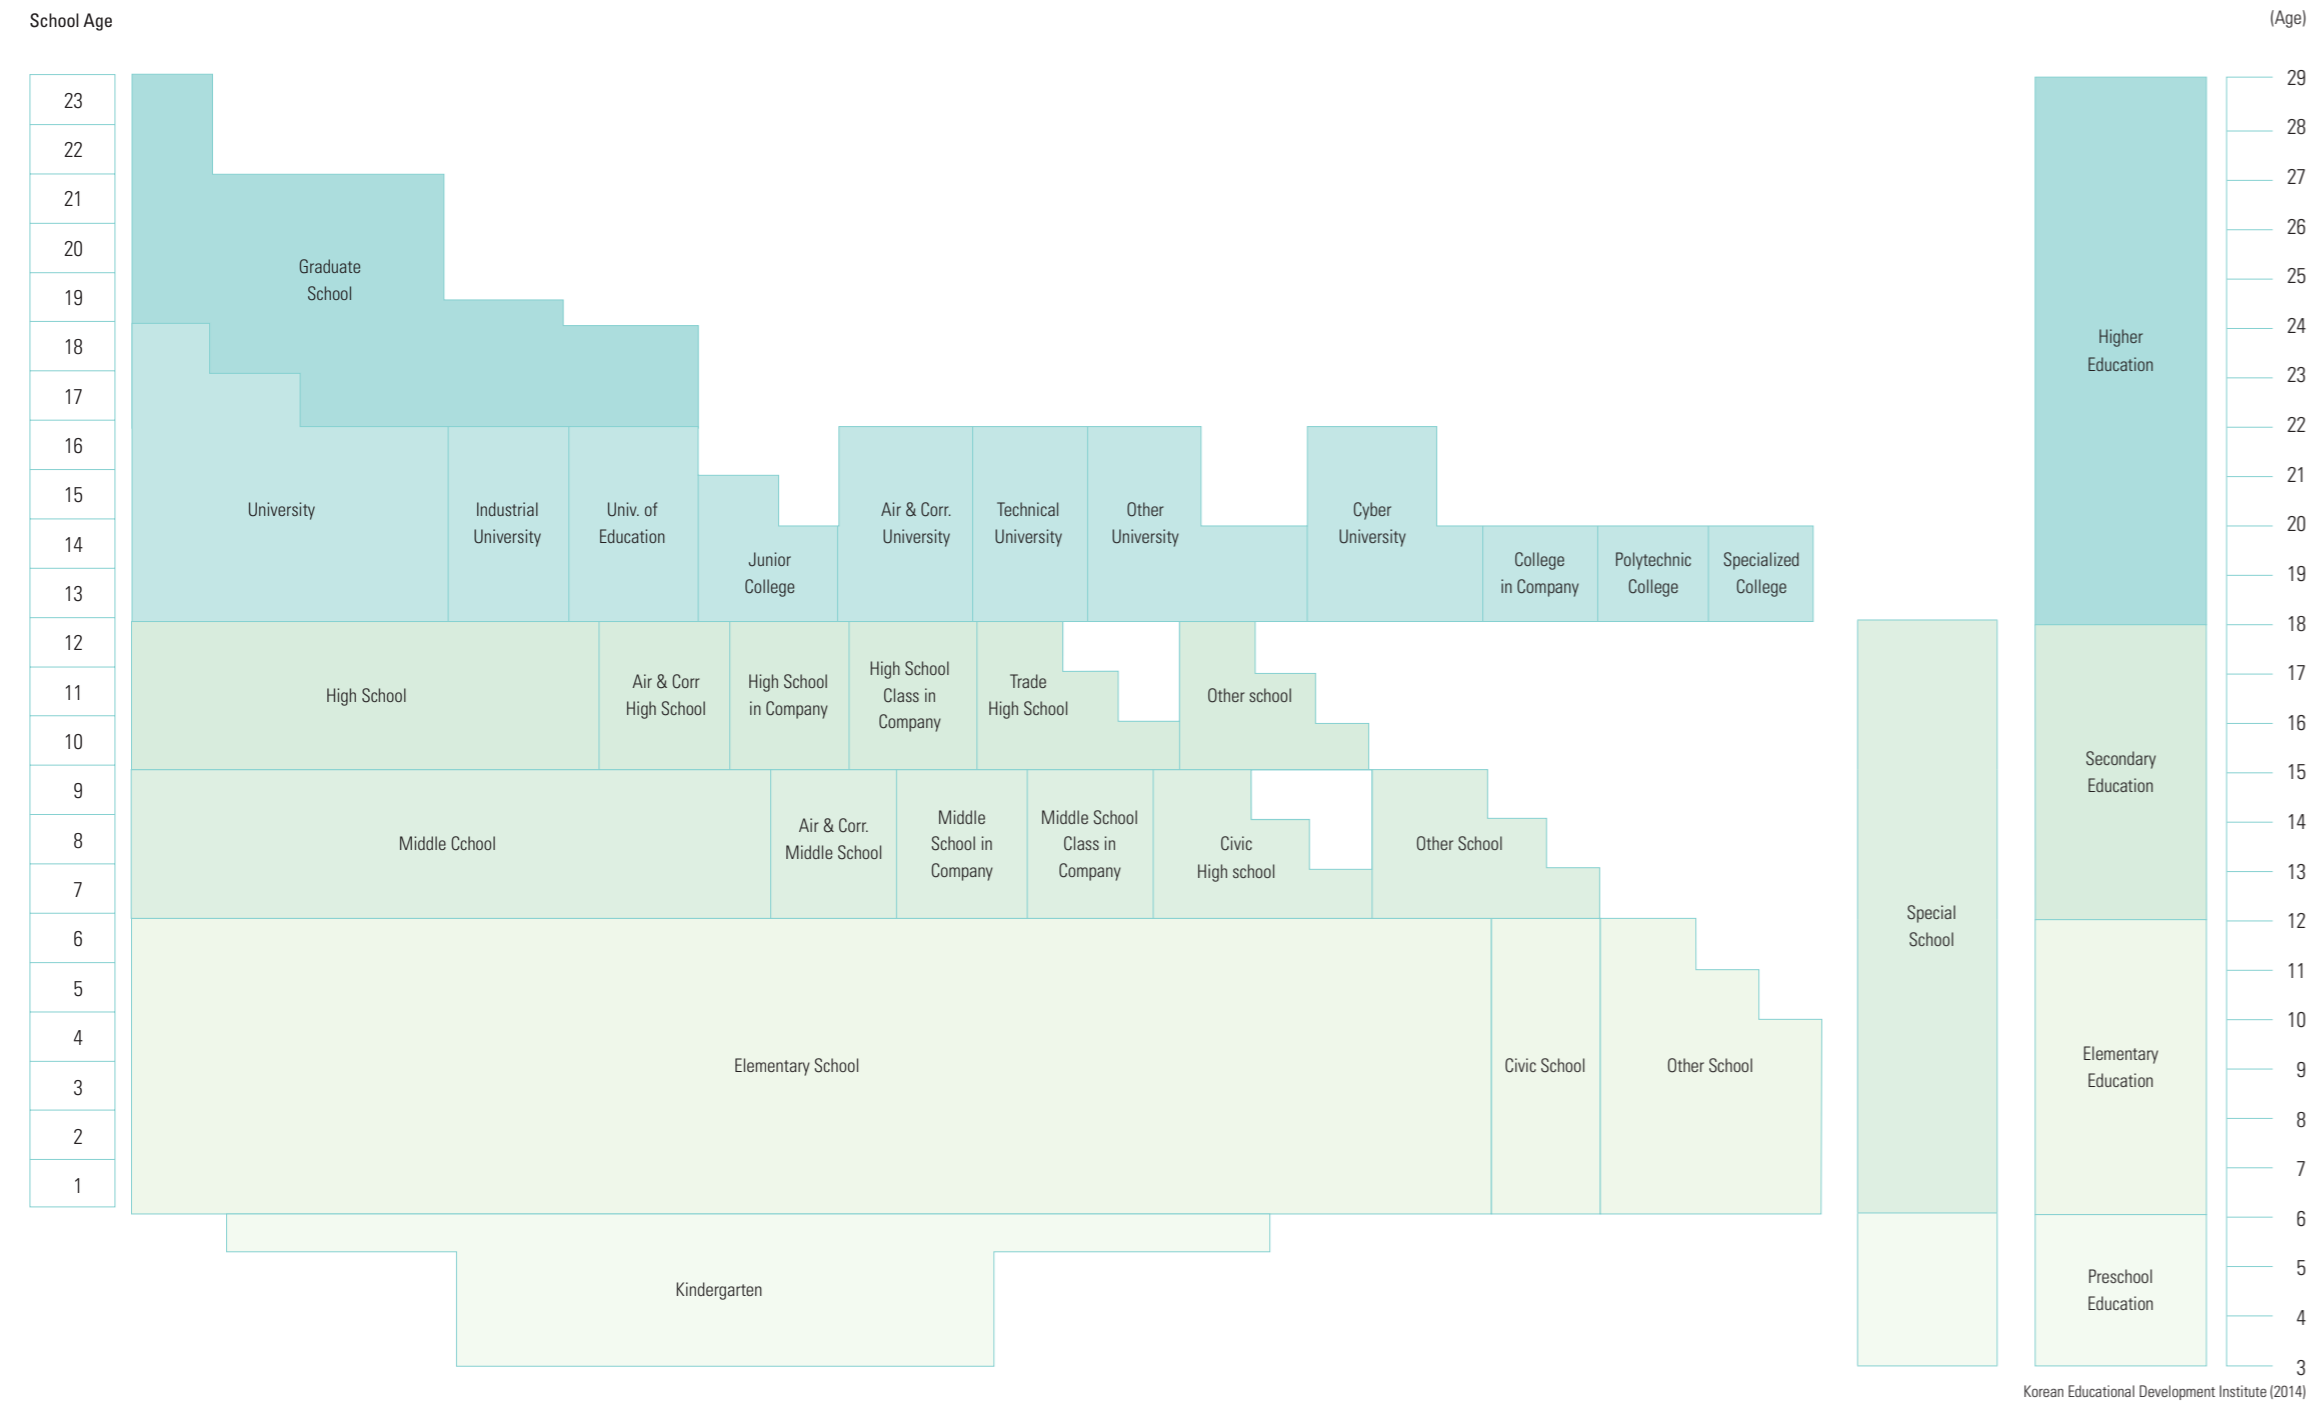 School Age
(Age)
23
22
21
20
19
18
17
16
15
14
13
12
11
10
9
8
7
6
5
4
3
2
1
Graduate
School
University
Industrial
University
Univ. of
Education
Junior
College
Air & Corr.
University
Technical
University
Other
University
Cyber
University
College
in Company
Polytechnic
College
Specialized
College
High School
Air & Corr
High School
High School
in Company
High School
Class in
Company
Trade
High School
Other school
Middle Cchool
Air & Corr.
Middle School
Middle
School in
Company
Middle School
Class in
Company
Civic
High school
Other School
Elementary School
Civic School
Other School
Kindergarten
Special
School
Higher
Education
Secondary
Education
Elementary
Education
Preschool
Education
29
28
27
26
25
24
23
22
21
20
19
18
17
16
15
14
13
12
11
10
9
8
7
6
5
4
3
Korean Educational Development Institute (2014)